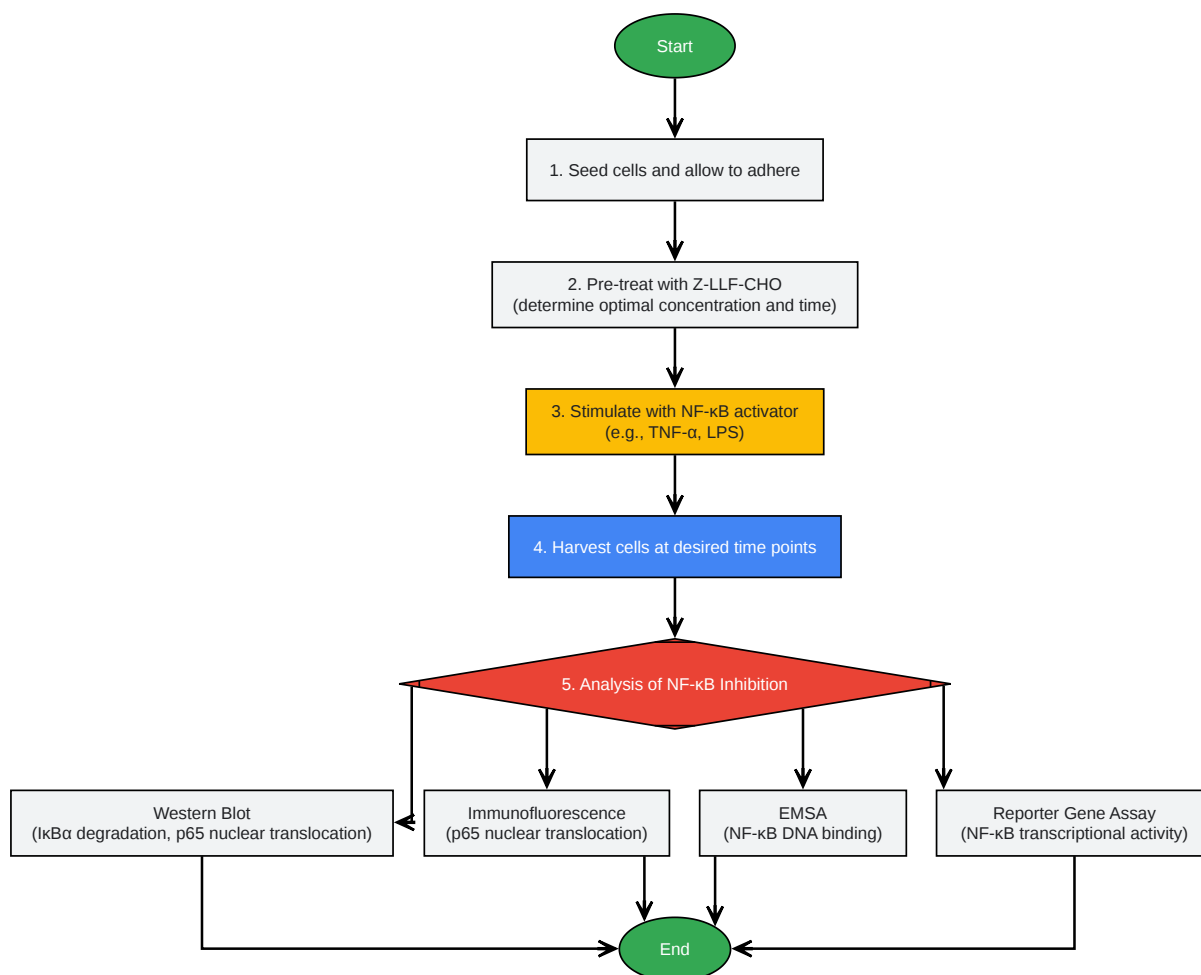 Start
1. Seed cells and allow to adhere
2. Pre-treat with Z-LLF-CHO
(determine optimal concentration and time)
3. Stimulate with NF-κB activator
(e.g., TNF-α, LPS)
4. Harvest cells at desired time points
5. Analysis of NF-κB Inhibition
Western Blot
(IκBα degradation, p65 nuclear translocation)
Immunofluorescence
(p65 nuclear translocation)
EMSA
(NF-κB DNA binding)
Reporter Gene Assay
(NF-κB transcriptional activity)
End